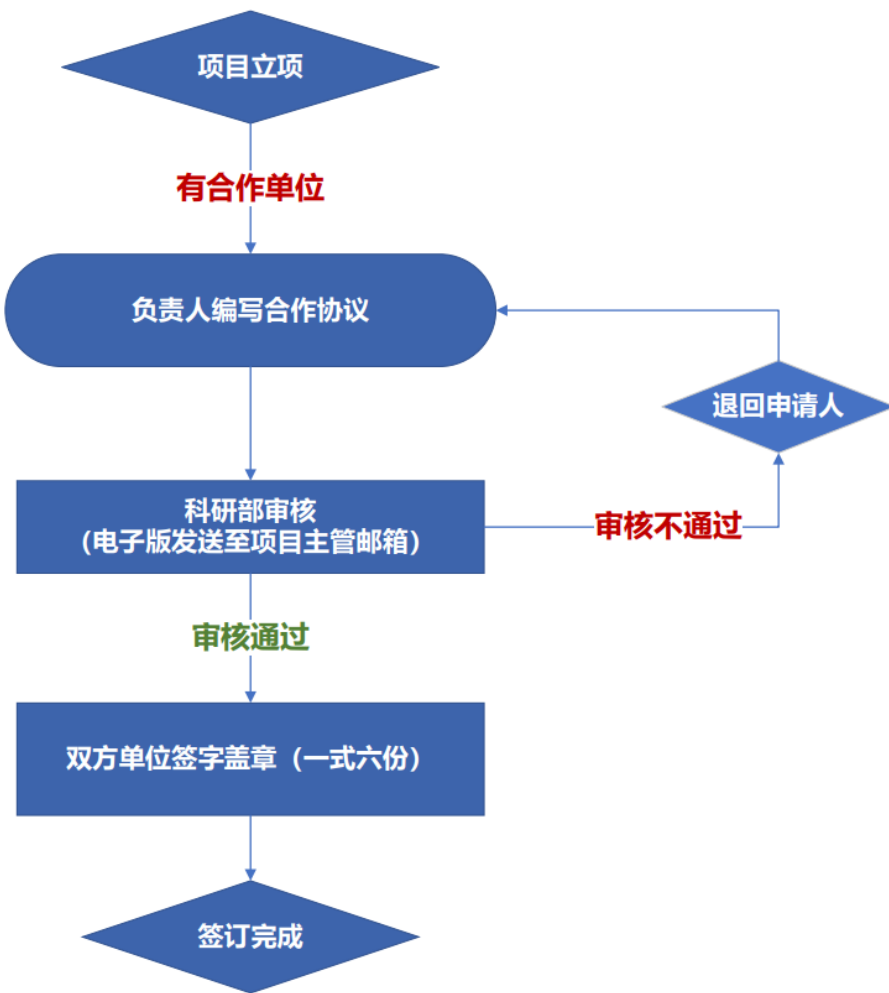 项目立项
有合作单位
负责人编写合作协议
退回申请人
科研部审核
（电子版发送至项目主管邮箱）
审核不通过
审核通过
双方单位签字盖章（一式六份）
签订完成